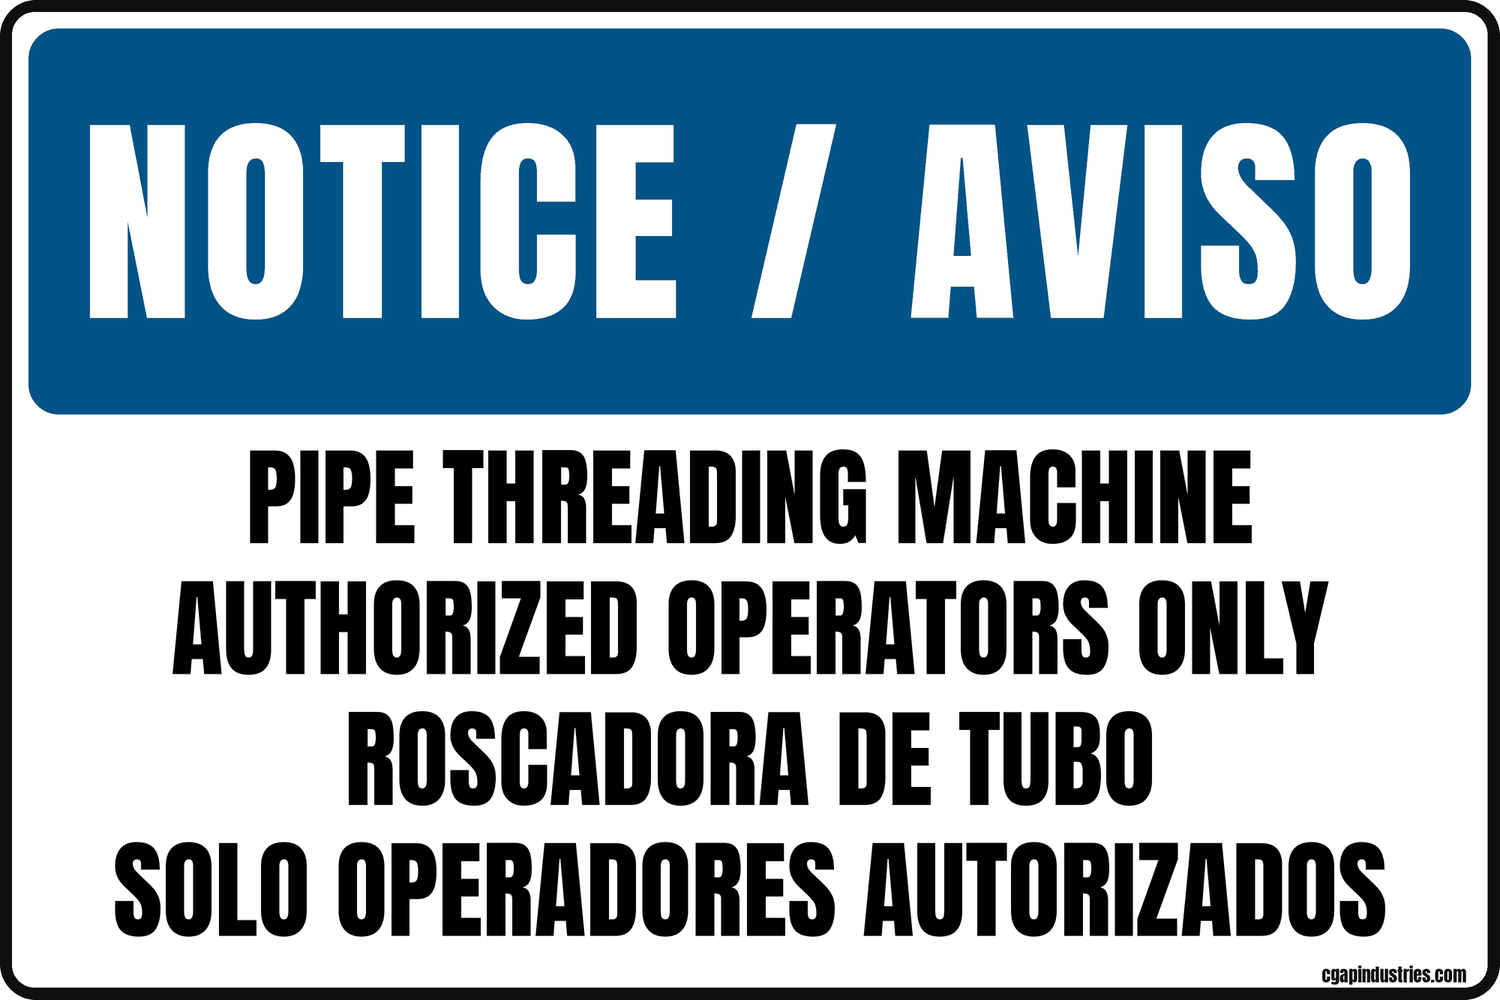 NOTICE / AVISO
PIPE THREADING MACHINE
AUTHORIZED OPERATORS ONLY
ROSCADORA DE TUBO
SOLO OPERADORES AUTORIZADOS
cgapindustries.com